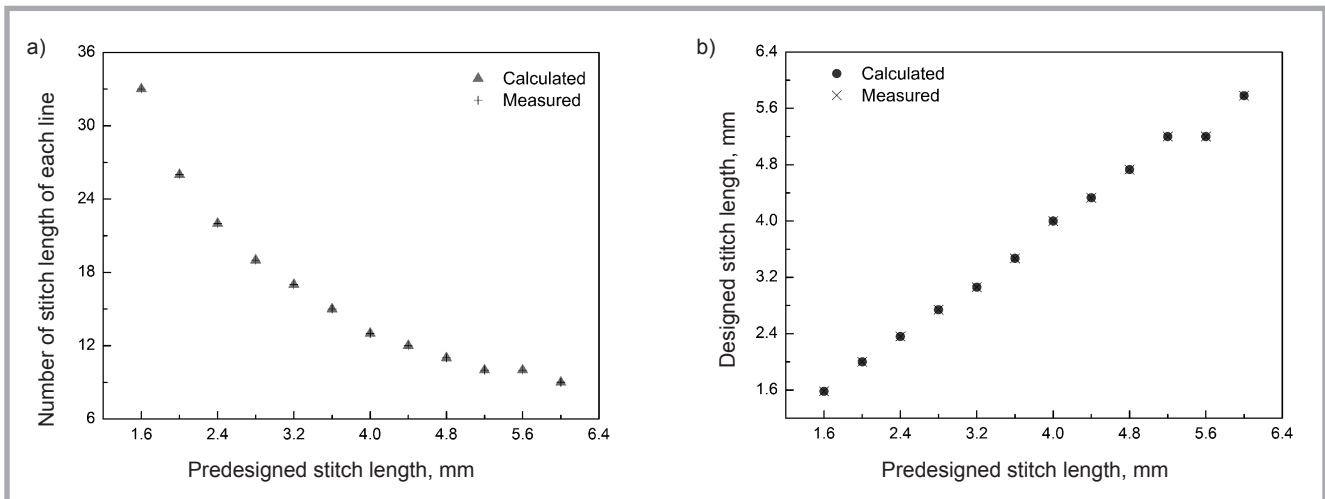 a)
36
30
24
18
12
6
Number of stitch length of each line
Calculated
Measured
1.6 2.4 3.2 4.0 4.8 5.6 6.4
Predesigned stitch length, mm
b)
6.4
5.6
4.8
4.0
3.2
2.4
1.6
Designed stitch length, mm
Calculated
Measured
1.6 2.4 3.2 4.0 4.8 5.6 6.4
Predesigned stitch length, mm